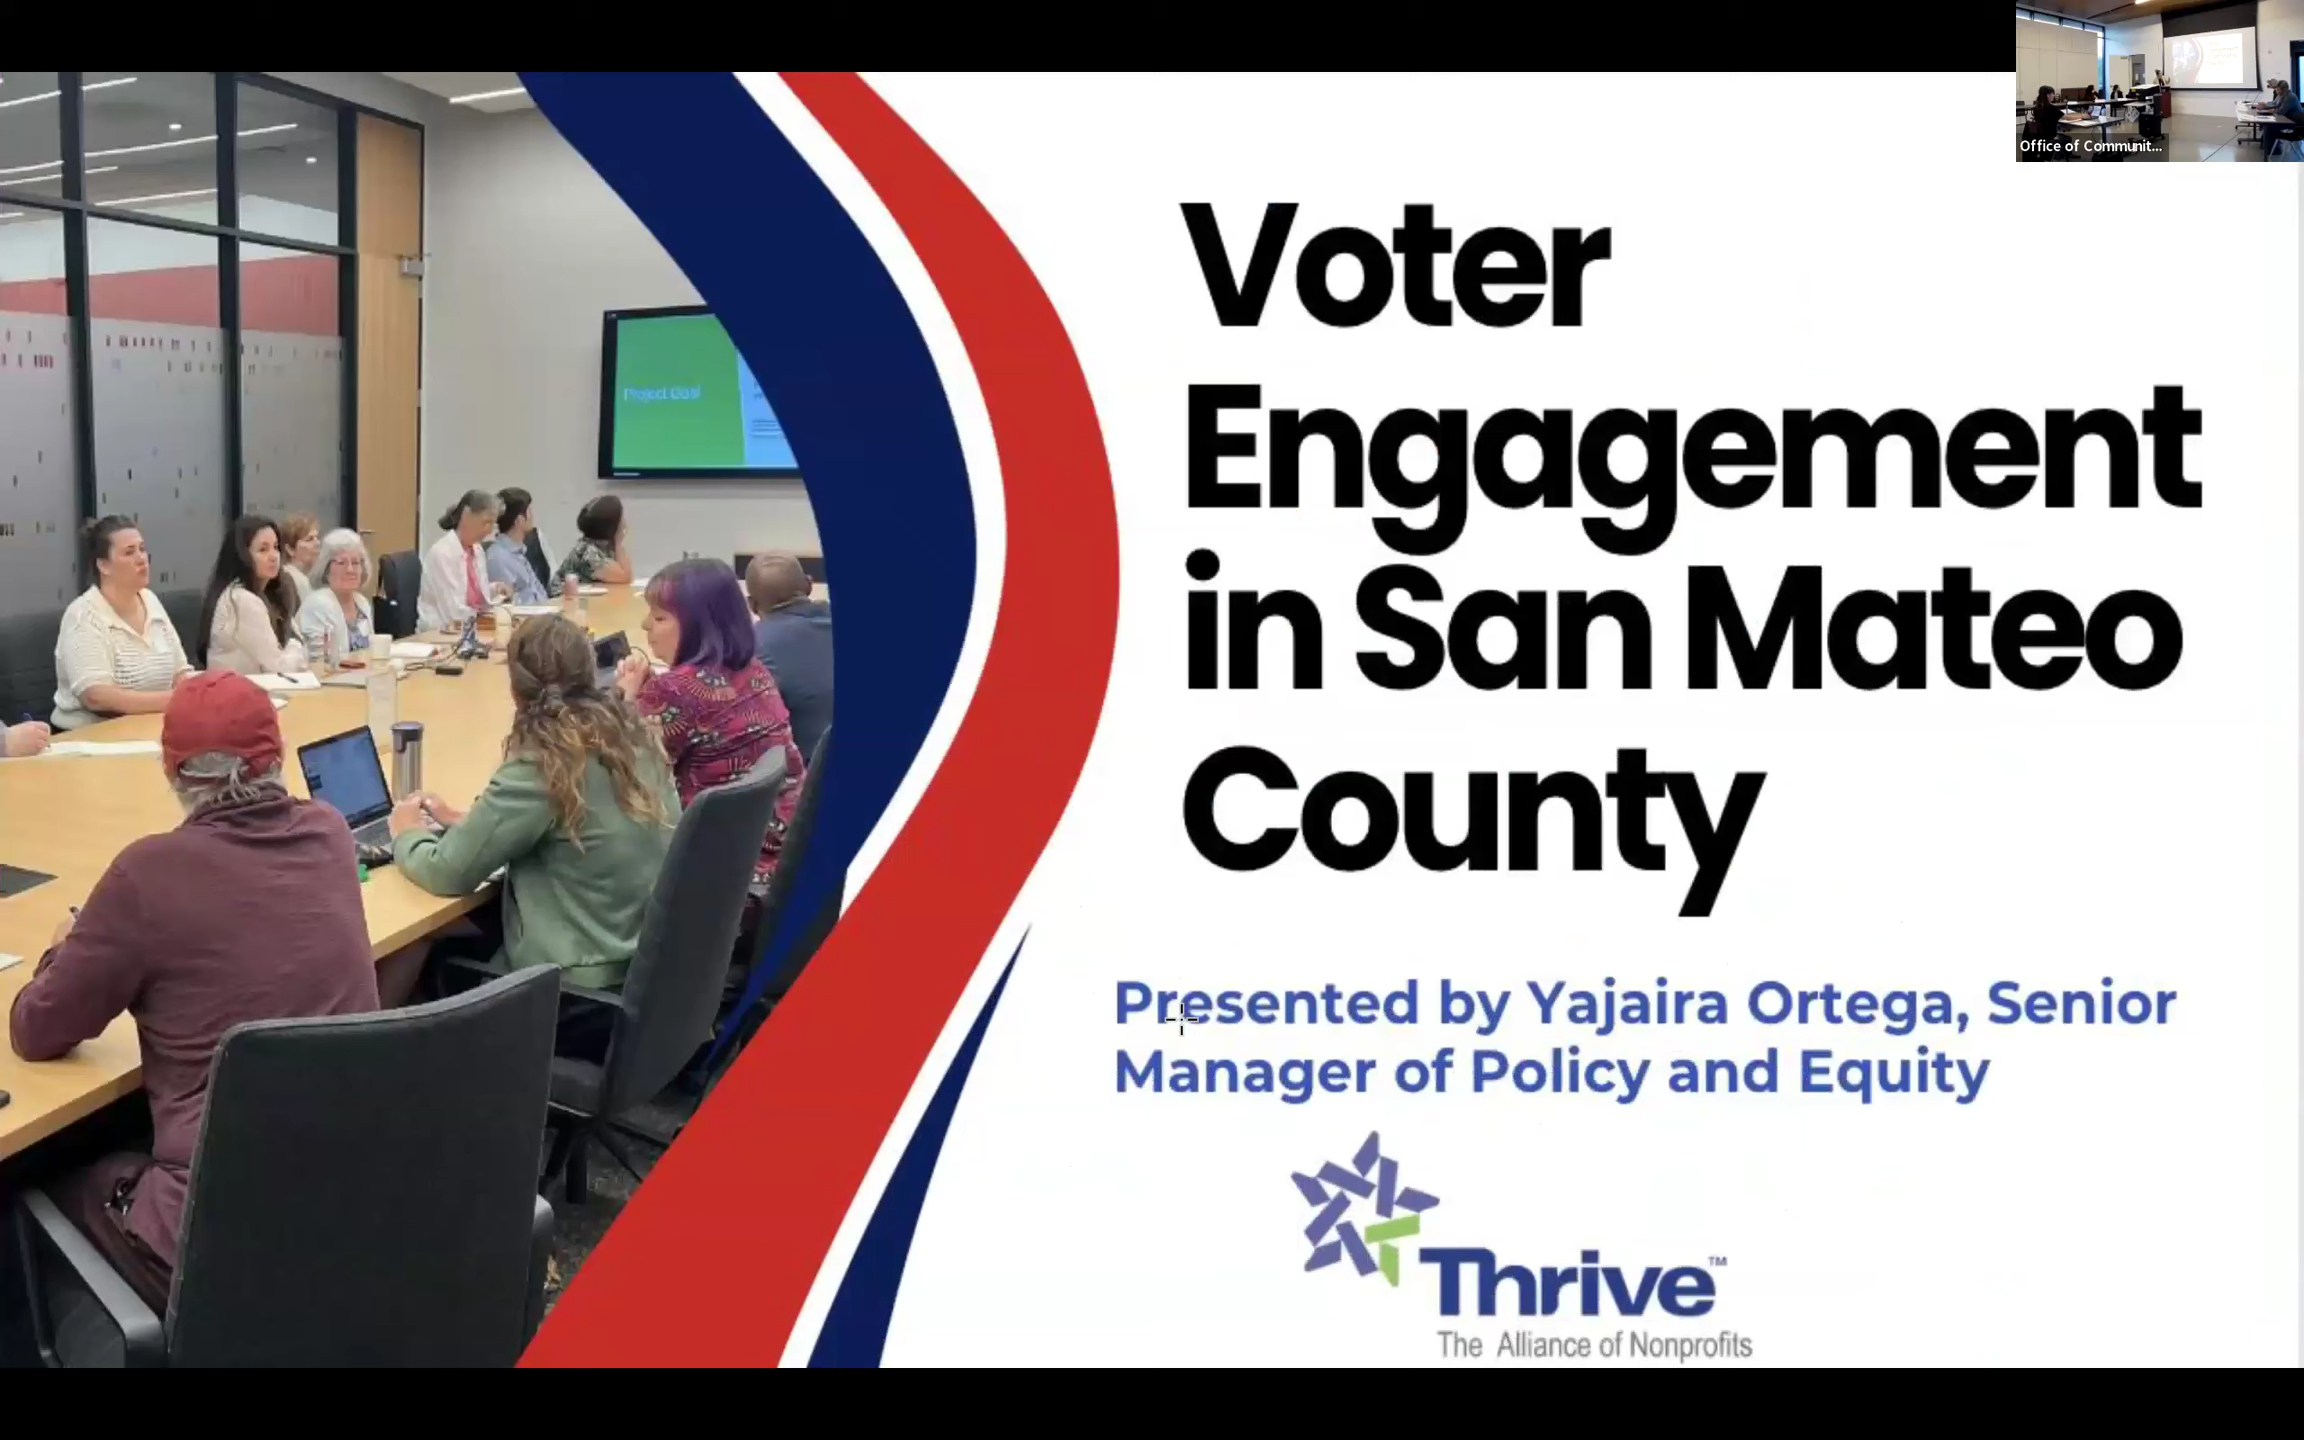 Office of Communit...
Project Goal
Voter
Engagement
in San Mateo
County
Presented by Yajaira Ortega, Senior
Manager of Policy and Equity
Thrive™
The Alliance of Nonprofits